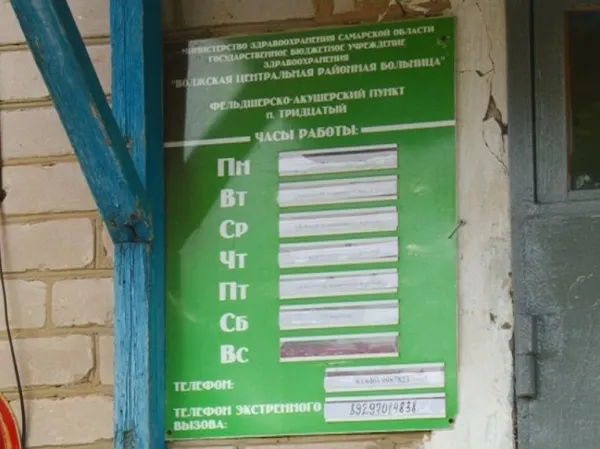 "МИНИСТЕРСТВО ЗДРАВООХРАНЕНИЯ САМАРСКОЙ ОБЛАСТИ
ГОСУДАРСТВЕННОЕ БЮДЖЕТНОЕ УЧРЕЖДЕНИЕ
ЗДРАВООХРАНЕНИЯ
"ВОЛЖСКАЯ ЦЕНТРАЛЬНАЯ РАЙОННАЯ БОЛЬНИЦА"
ФЕЛЬДШЕРСКО-АКУШЕРСКИЙ ПУНКТ
П. ТРИДЦАТЫЙ
ЧАСЫ РАБОТЫ:
ПН
ВТ
СР
ЧТ
ПТ
СБ
ВС
ТЕЛЕФОН:
ТЕЛЕФОН ЭКСТРЕННОГО 89297014838
ВЫЗОВА: